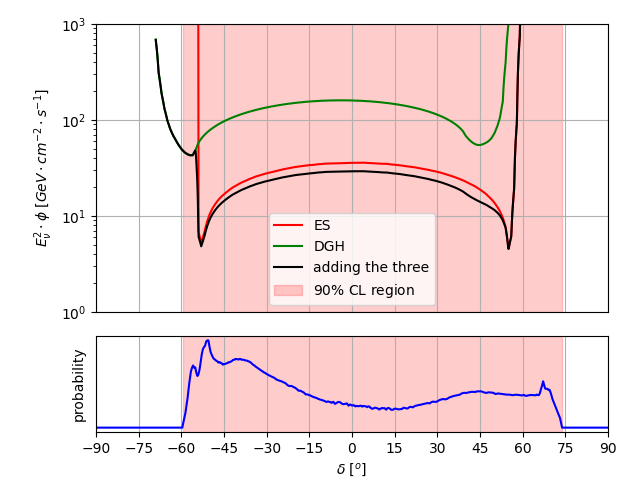 10³
10²
10¹
10⁰
E²ᵥ · ϕ [GeV · cm⁻² · s⁻¹]
ES
DGH
adding the three
90% CL region
probability
−90 −75 −60 −45 −30 −15 0 15 30 45 60 75 90
δ [°]